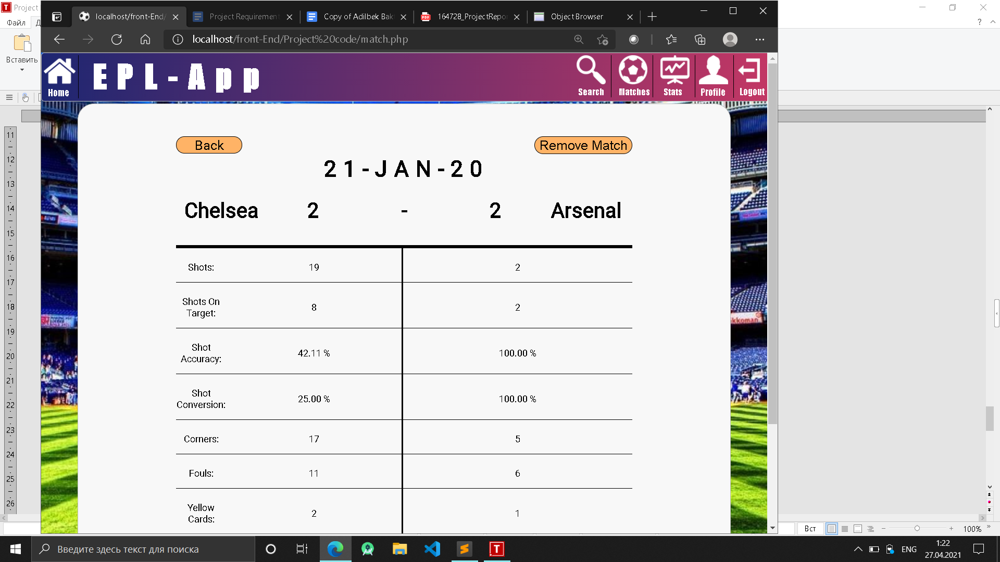 Project
Файл
Вставить
localhost/front-End/
Project Requirement
Copy of Adilbek Bak
164728_ProjectRepo
Object Browser
localhost/front-End/Project%20code/match.php
Home
EPL-App
Search
Matches
Stats
Profile
Logout
Back
Remove Match
21-JAN-20
Chelsea 2 - 2 Arsenal
Shots: 19 2
Shots On
Target: 8 2
Shot
Accuracy: 42.11 % 100.00 %
Shot
Conversion: 25.00 % 100.00 %
Corners: 17 5
Fouls: 11 6
Yellow
Cards: 2 1
11
12
13
14
15
16
17
18
19
20
21
22
23
24
25
26
kkoman
Вст
100%
Введите здесь текст для поиска
ENG
1:22
27.04.2021